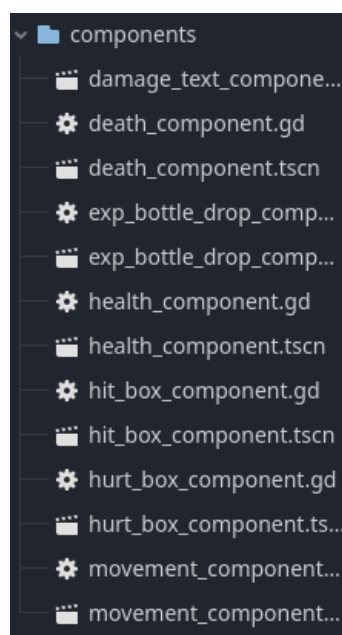 components
damage_text_compone...
death_component.gd
death_component.tscn
exp_bottle_drop_comp...
exp_bottle_drop_comp...
health_component.gd
health_component.tscn
hit_box_component.gd
hit_box_component.tscn
hurt_box_component.gd
hurt_box_component.ts...
movement_component...
movement_component...